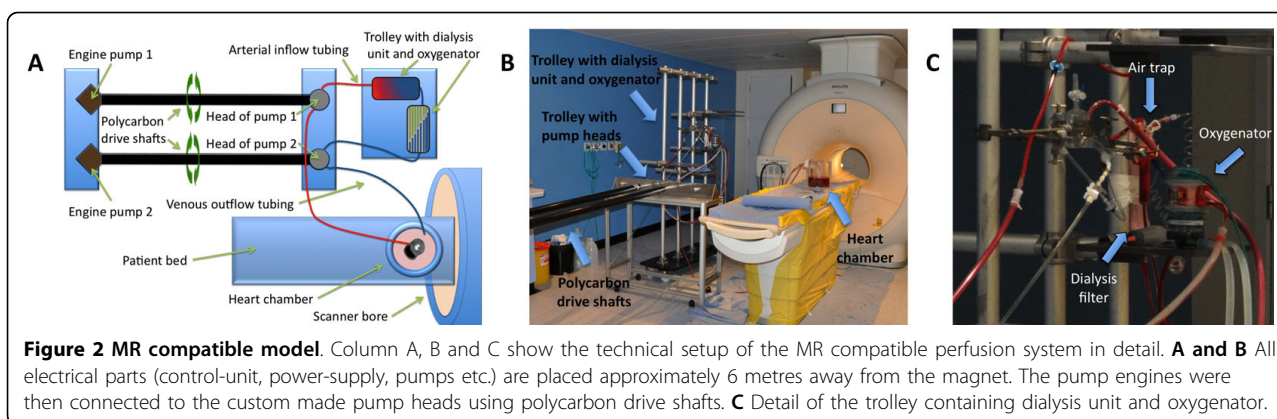 A
Engine pump 1
Arterial inflow tubing
Trolley with dialysis
unit and oxygenator
Polycarbon
drive shafts
Head of pump 1
Head of pump 2
Engine pump 2
Venous outflow tubing
Patient bed
Heart chamber
Scanner bore
B
Trolley with dialysis
unit and oxygenator
Trolley with
pump heads
PHILIPS
Heart
chamber
Polycarbon
drive shafts
C
Air trap
Oxygenator
Dialysis
filter
Figure 2 MR compatible model. Column A, B and C show the technical setup of the MR compatible perfusion system in detail. A and B All
electrical parts (control-unit, power-supply, pumps etc.) are placed approximately 6 metres away from the magnet. The pump engines were
then connected to the custom made pump heads using polycarbon drive shafts. C Detail of the trolley containing dialysis unit and oxygenator.